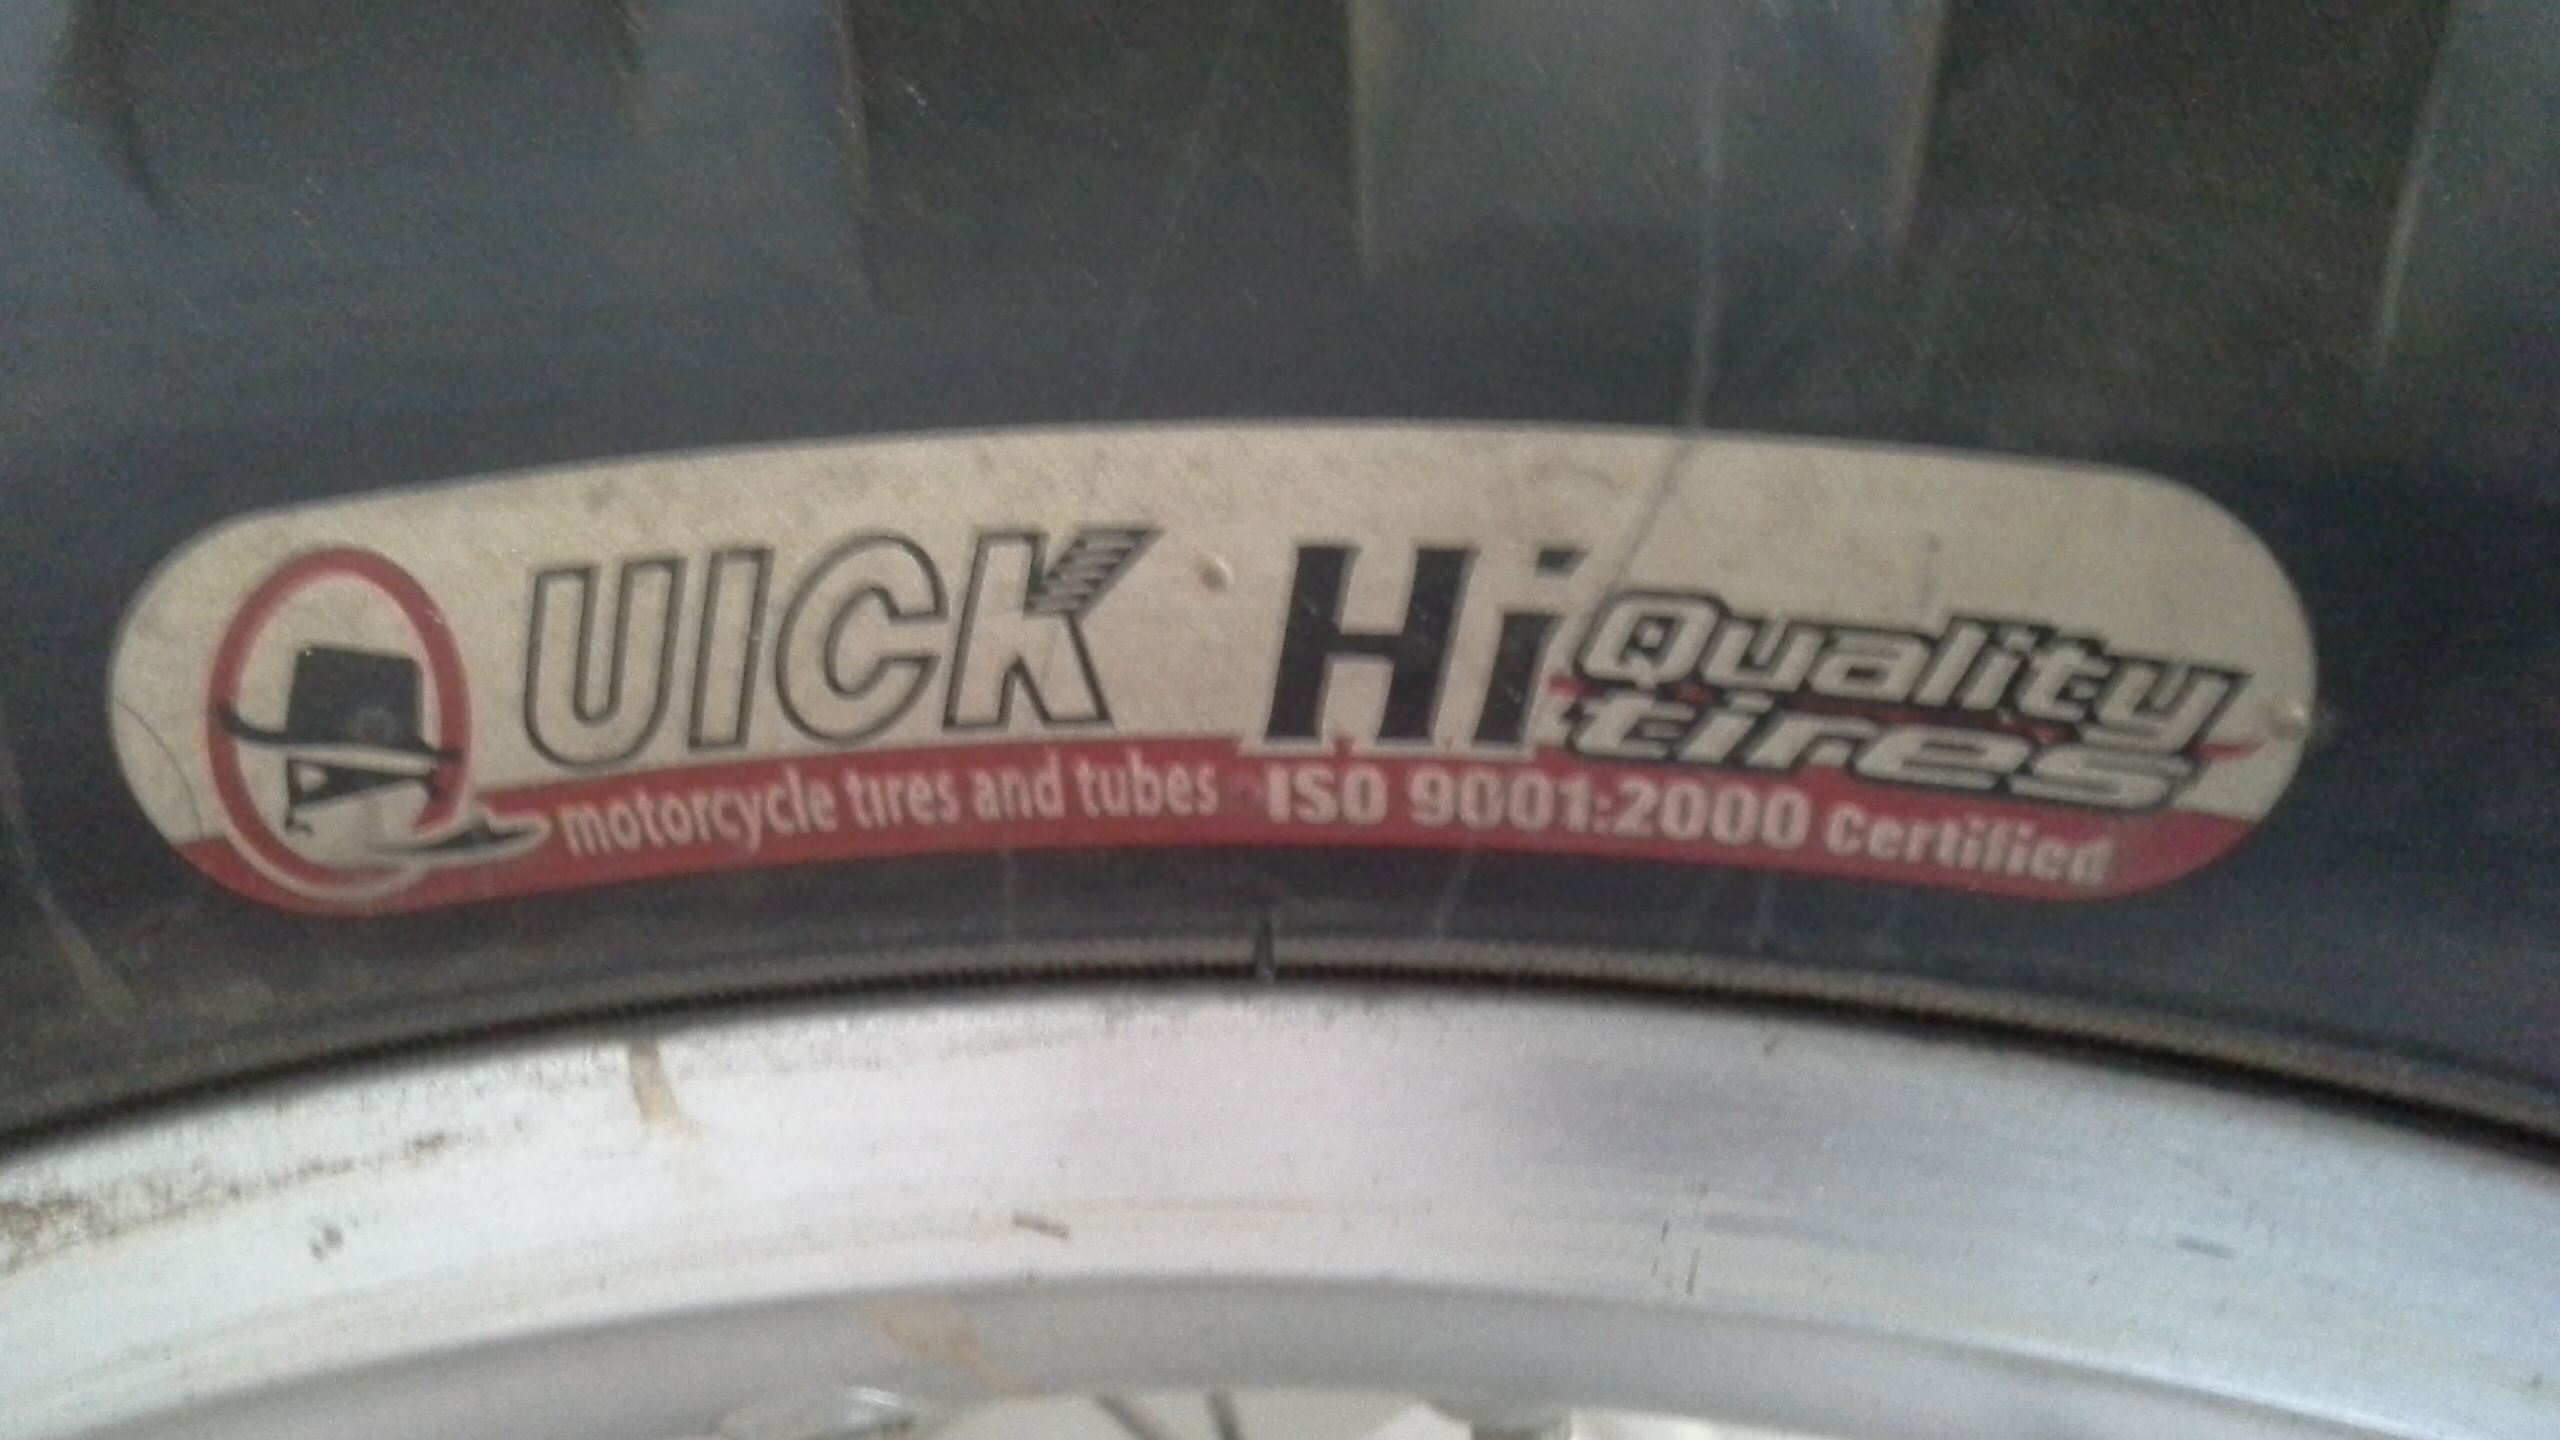 QUICK
motorcycle tires and tubes
Hi Quality
tires
ISO 9001:2000 Certified